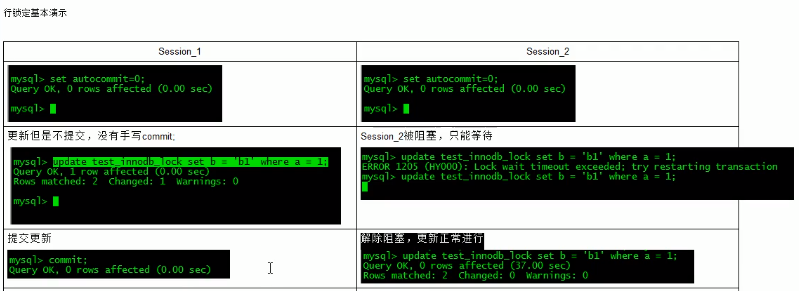 行锁定基本演示
Session_1
Session_2
mysql> set autocommit=0;
Query OK, 0 rows affected (0.00 sec)
mysql>
mysql> set autocommit=0;
Query OK, 0 rows affected (0.00 sec)
mysql>
更新但是不提交，没有手写commit;
mysql> update test_innodb_lock set b = 'b1' where a = 1;
Query OK, 1 row affected (0.00 sec)
Rows matched: 2  Changed: 1  Warnings: 0
mysql>
Session_2被阻塞，只能等待
mysql> update test_innodb_lock set b = 'b1' where a = 1;
ERROR 1205 (HY000): Lock wait timeout exceeded; try restarting transaction
mysql> update test_innodb_lock set b = 'b1' where a = 1;
提交更新
mysql> commit;
Query OK, 0 rows affected (0.00 sec)
解除阻塞，更新正常进行
mysql> update test_innodb_lock set b = 'b1' where a = 1;
Query OK, 0 rows affected (37.00 sec)
Rows matched: 2  Changed: 0  Warnings: 0